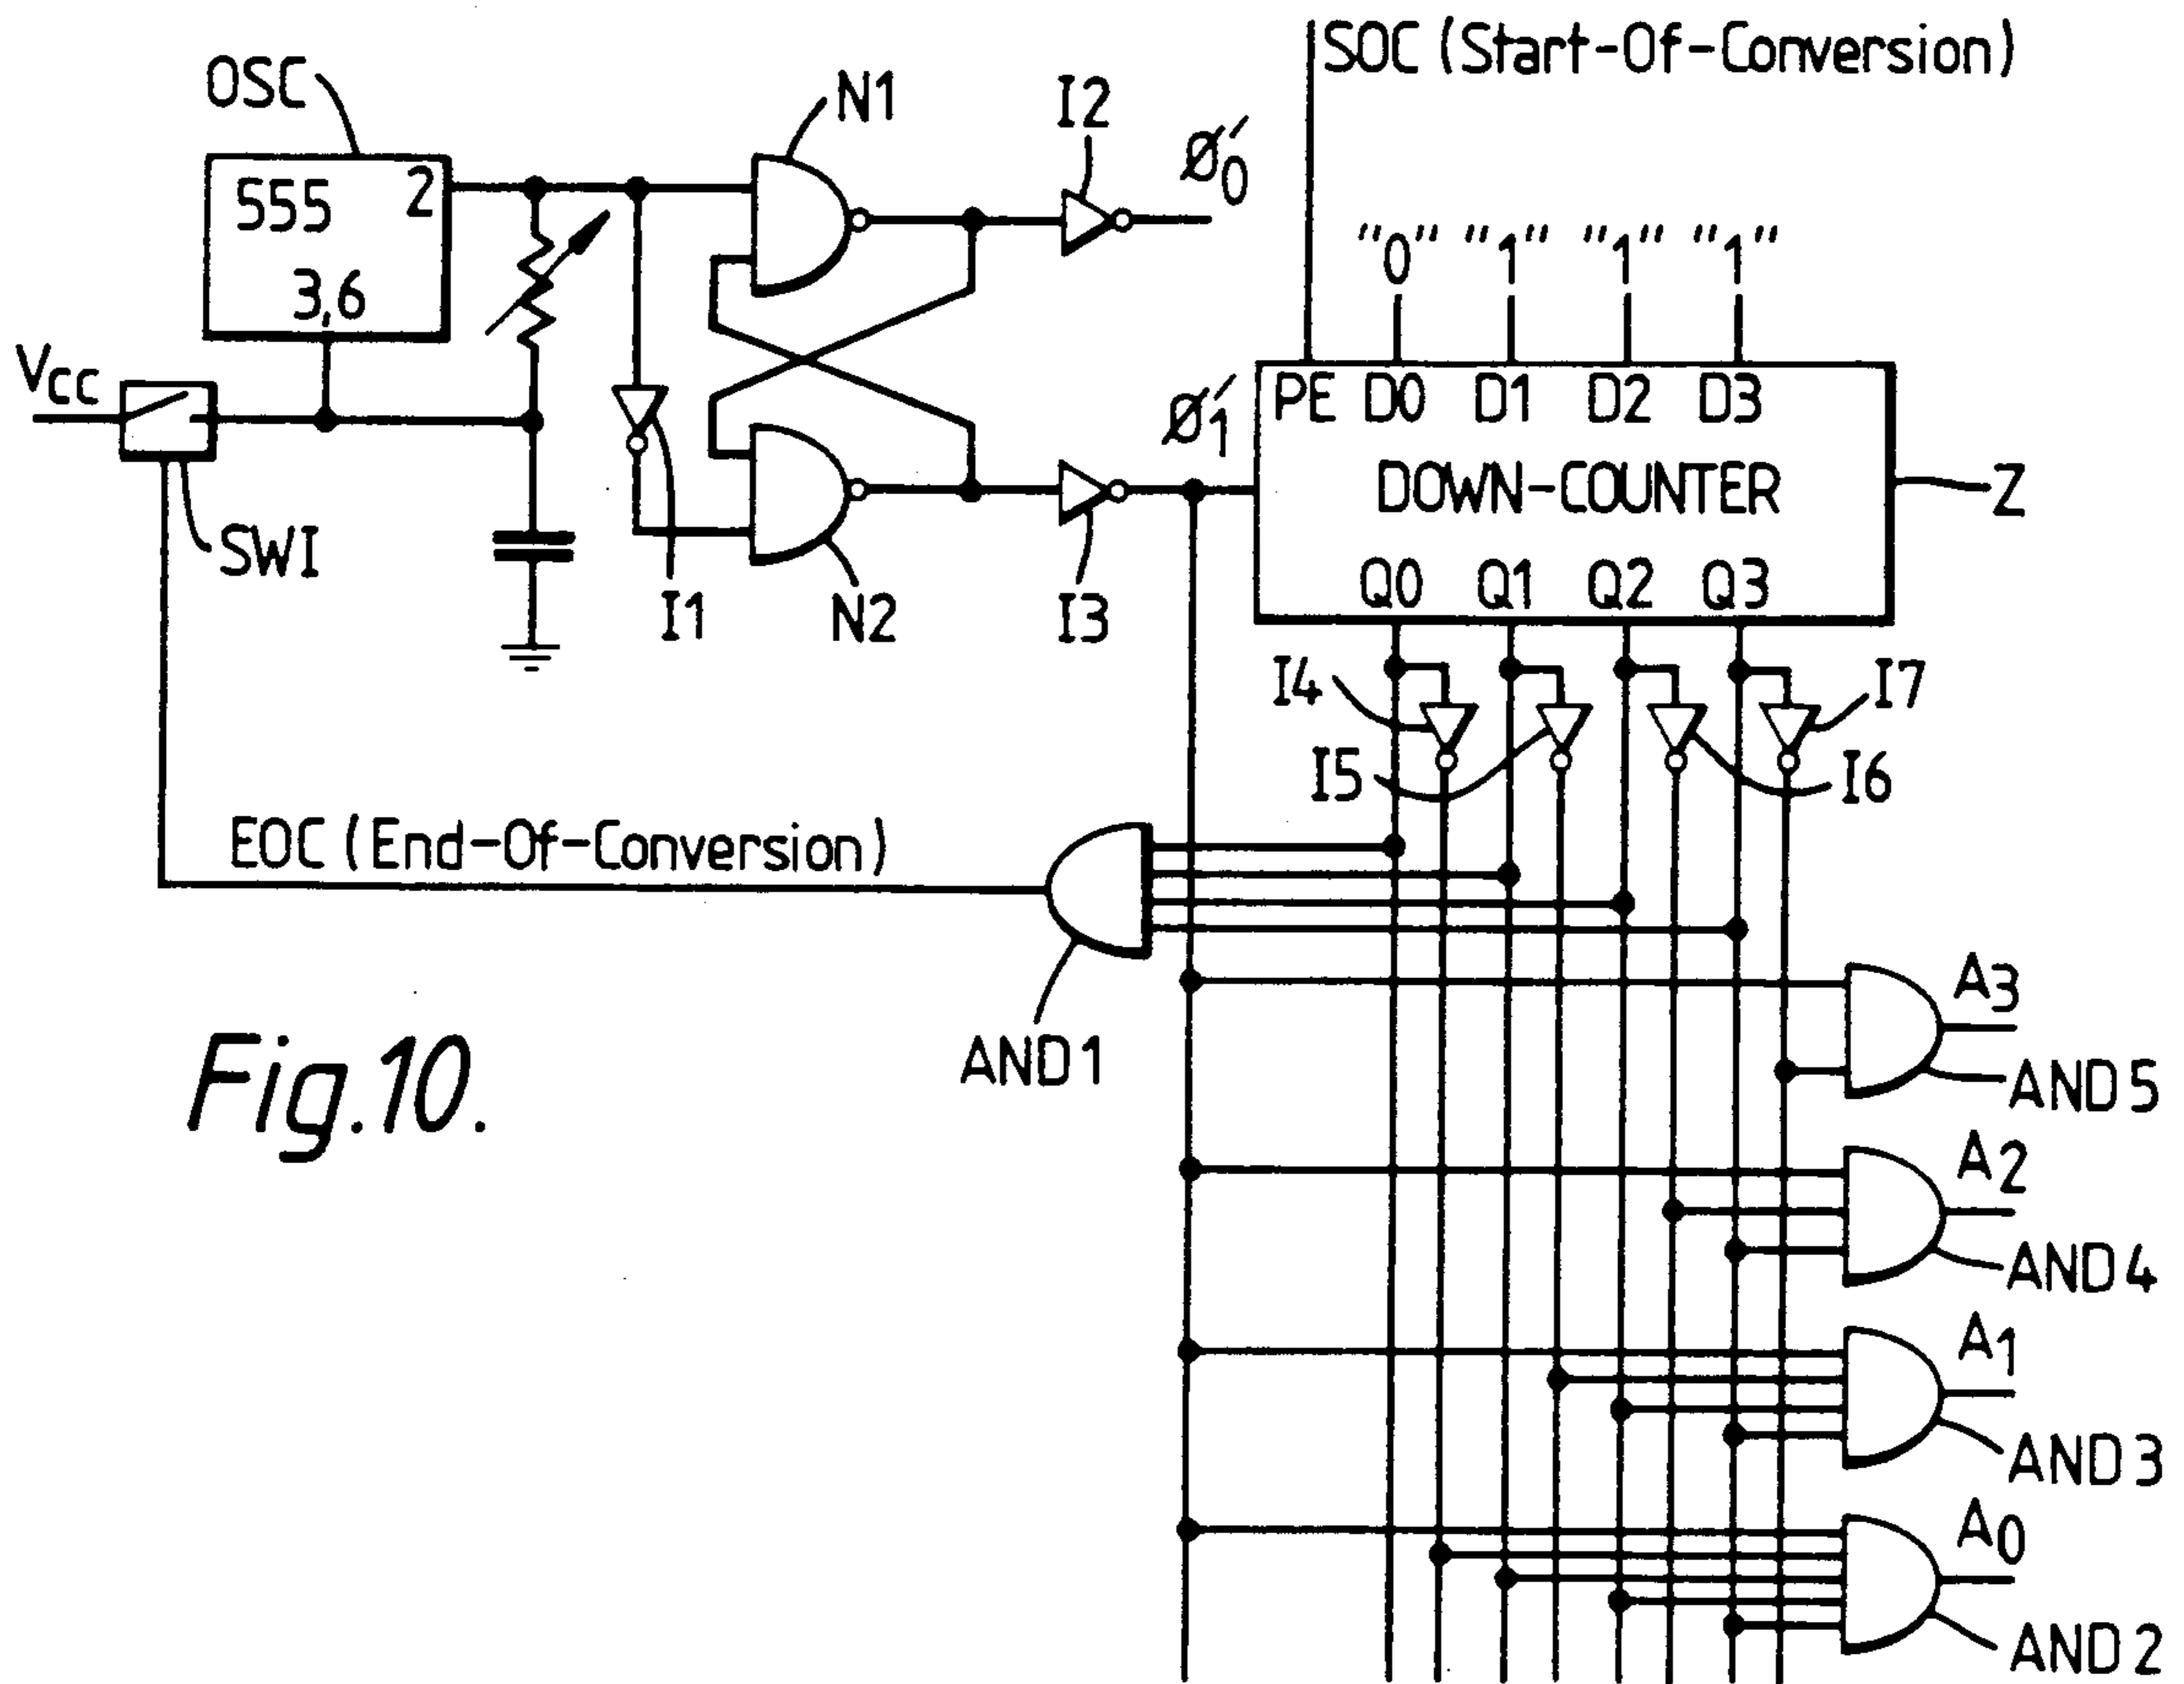 SOC (Start-Of-Conversion)
OSC
N1
I2
Ø'0
555
2
3,6
"0" "1" "1" "1"
VCC
Ø'1
PE D0 D1 D2 D3
DOWN-COUNTER
Z
SWI
I1
N2
I3
Q0 Q1 Q2 Q3
I4
I7
I5
I6
EOC (End-Of-Conversion)
A3
AND1
AND5
Fig.10.
A2
AND4
A1
AND3
A0
AND2